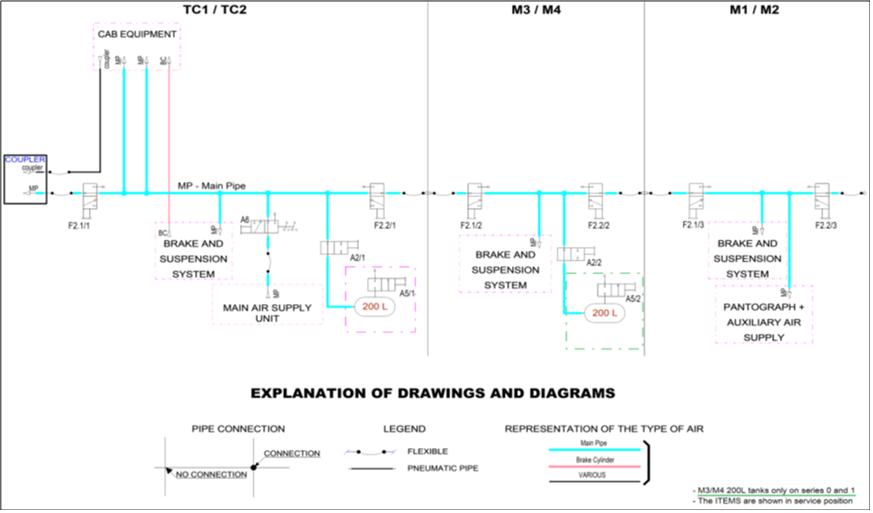 TC1 / TC2
M3 / M4
M1 / M2
CAB EQUIPMENT
coupler
MP
MP
BC
COUPLER
coupler
MP
MP - Main Pipe
F2.1/1
F2.2/1
F2.1/2
F2.2/2
F2.1/3
F2.2/3
BC
MP
A6
MP
A2/1
A5/1
200 L
BRAKE AND
SUSPENSION
SYSTEM
MAIN AIR SUPPLY
UNIT
MP
BRAKE AND
SUSPENSION
SYSTEM
A2/2
A5/2
200 L
MP
BRAKE AND
SUSPENSION
SYSTEM
MP
PANTOGRAPH +
AUXILIARY AIR
SUPPLY
EXPLANATION OF DRAWINGS AND DIAGRAMS
PIPE CONNECTION
CONNECTION
NO CONNECTION
LEGEND
FLEXIBLE
PNEUMATIC PIPE
REPRESENTATION OF THE TYPE OF AIR
Main Pipe
Brake Cylinder
VARIOUS
- M3/M4 200L tanks only on series 0 and 1
- The ITEMS are shown in service position